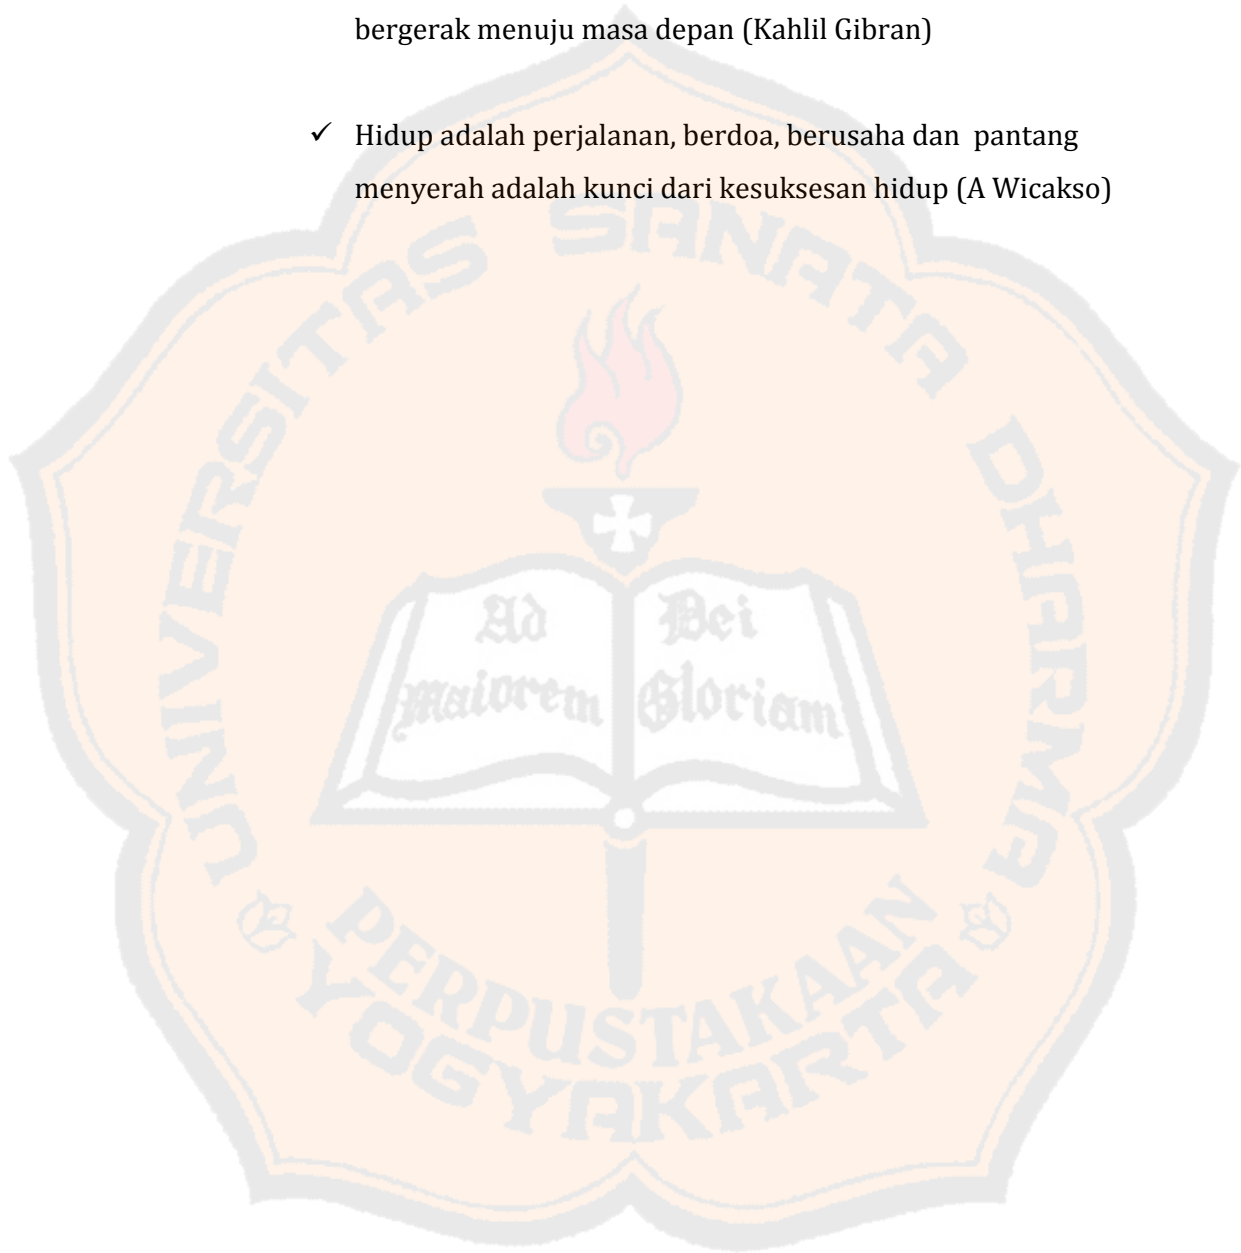 bergerak menuju masa depan (Kahlil Gibran)
✓ Hidup adalah perjalanan, berdoa, berusaha dan pantang
menyerah adalah kunci dari kesuksesan hidup (A Wicakso)
UNIVERSITAS SANATA DHARMA
Ad Dei
Maiorem Gloriam
PERPUSTAKAAN
YOGYAKARTA